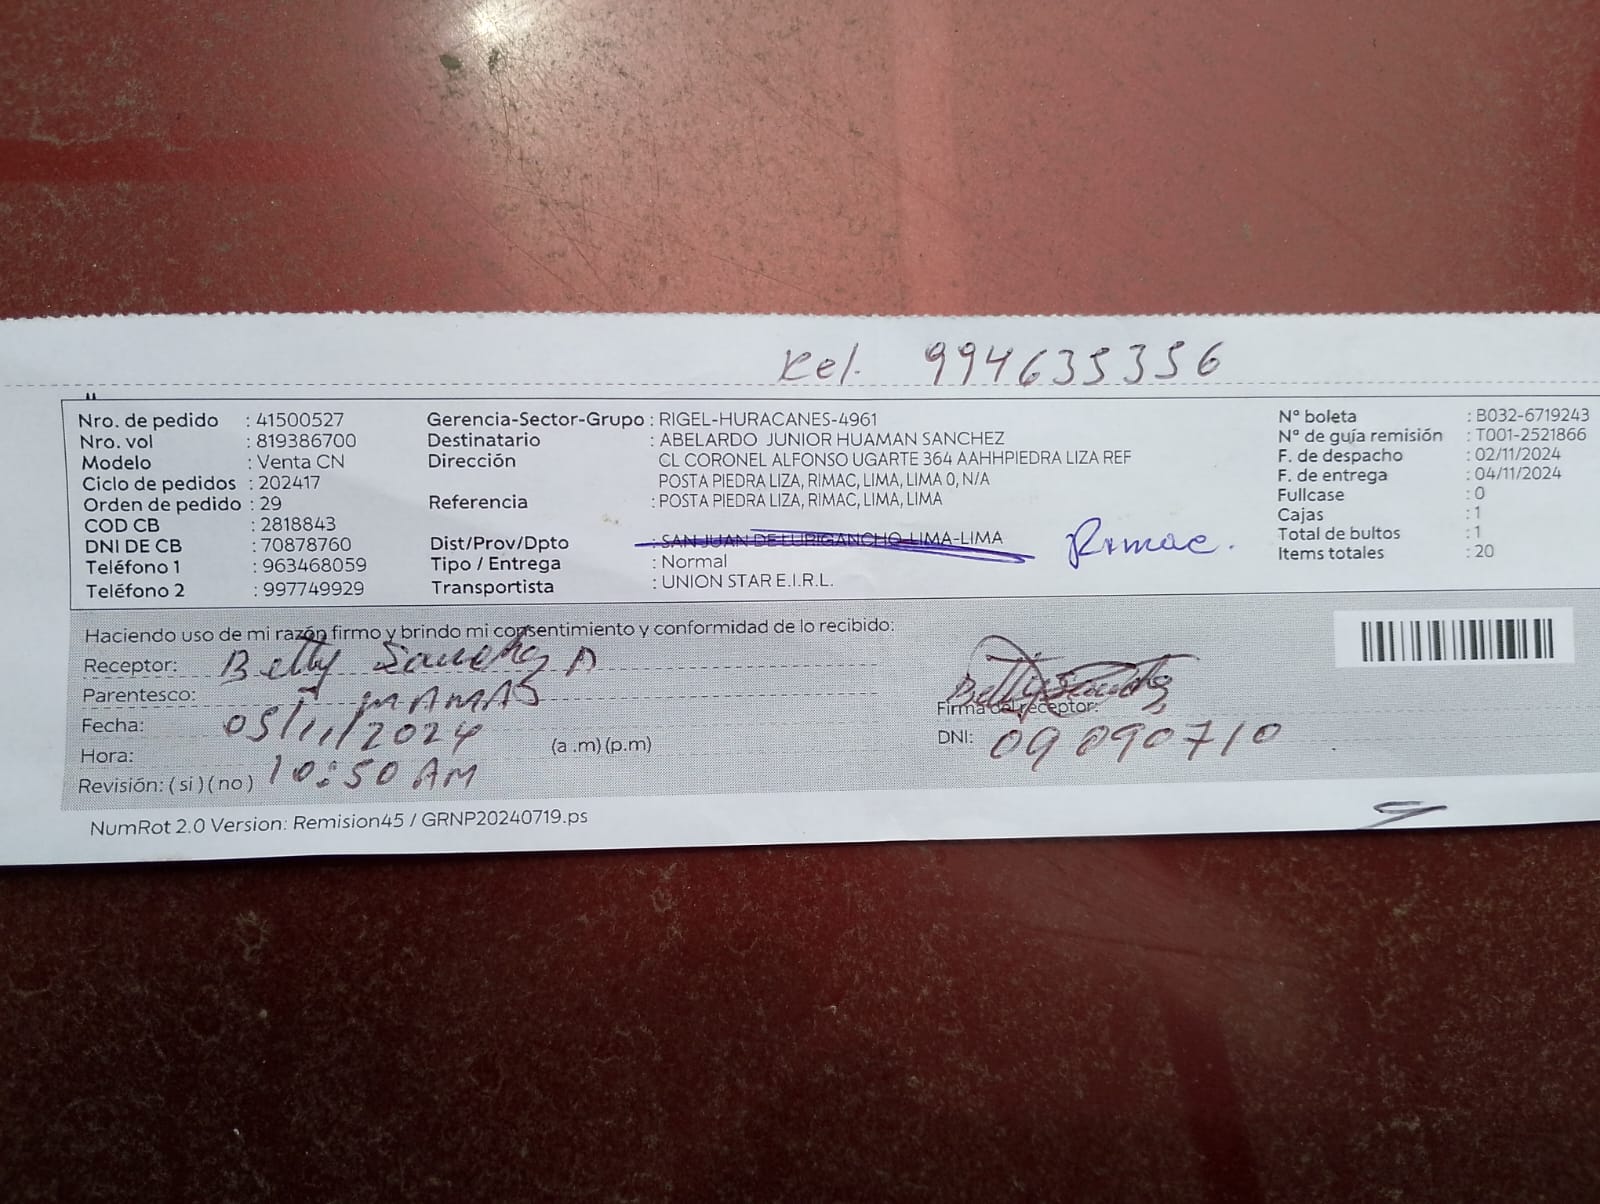 Kel. 994635356
Nro. de pedido : 41500527
Nro. vol : 819386700
Modelo : Venta CN
Ciclo de pedidos : 202417
Orden de pedido : 29
COD CB : 2818843
DNI DE CB : 70878760
Teléfono 1 : 963468059
Teléfono 2 : 997749929
Gerencia-Sector-Grupo : RIGEL-HURACANES-4961
Destinatario : ABELARDO JUNIOR HUAMAN SANCHEZ
Dirección CL CORONEL ALFONSO UGARTE 364 AAHHPIEDRA LIZA REF
POSTA PIEDRA LIZA, RIMAC, LIMA, LIMA 0, N/A
Referencia : POSTA PIEDRA LIZA, RIMAC, LIMA, LIMA
Dist/Prov/Dpto : SAN JUAN DE LURIGANCHO-LIMA-LIMA Rimac.
Tipo / Entrega : Normal
Transportista : UNION STAR E.I.R.L.
N° boleta : B032-6719243
N° de guía remisión : T001-2521866
F. de despacho : 02/11/2024
F. de entrega : 04/11/2024
Fullcase : 0
Cajas : 1
Total de bultos : 1
Items totales : 20
Haciendo uso de mi razón firmo y brindo mi consentimiento y conformidad de lo recibido:
Receptor: Betty Sanchez A
Parentesco: MAMAS
Fecha: 05/11/2024
Hora: 10:50 AM (a.m) (p.m)
Revisión: (si) (no)
Betty Sanchez
Firma del receptor:
DNI: 09090710
NumRot 2.0 Version: Remision45 / GRNP20240719.ps